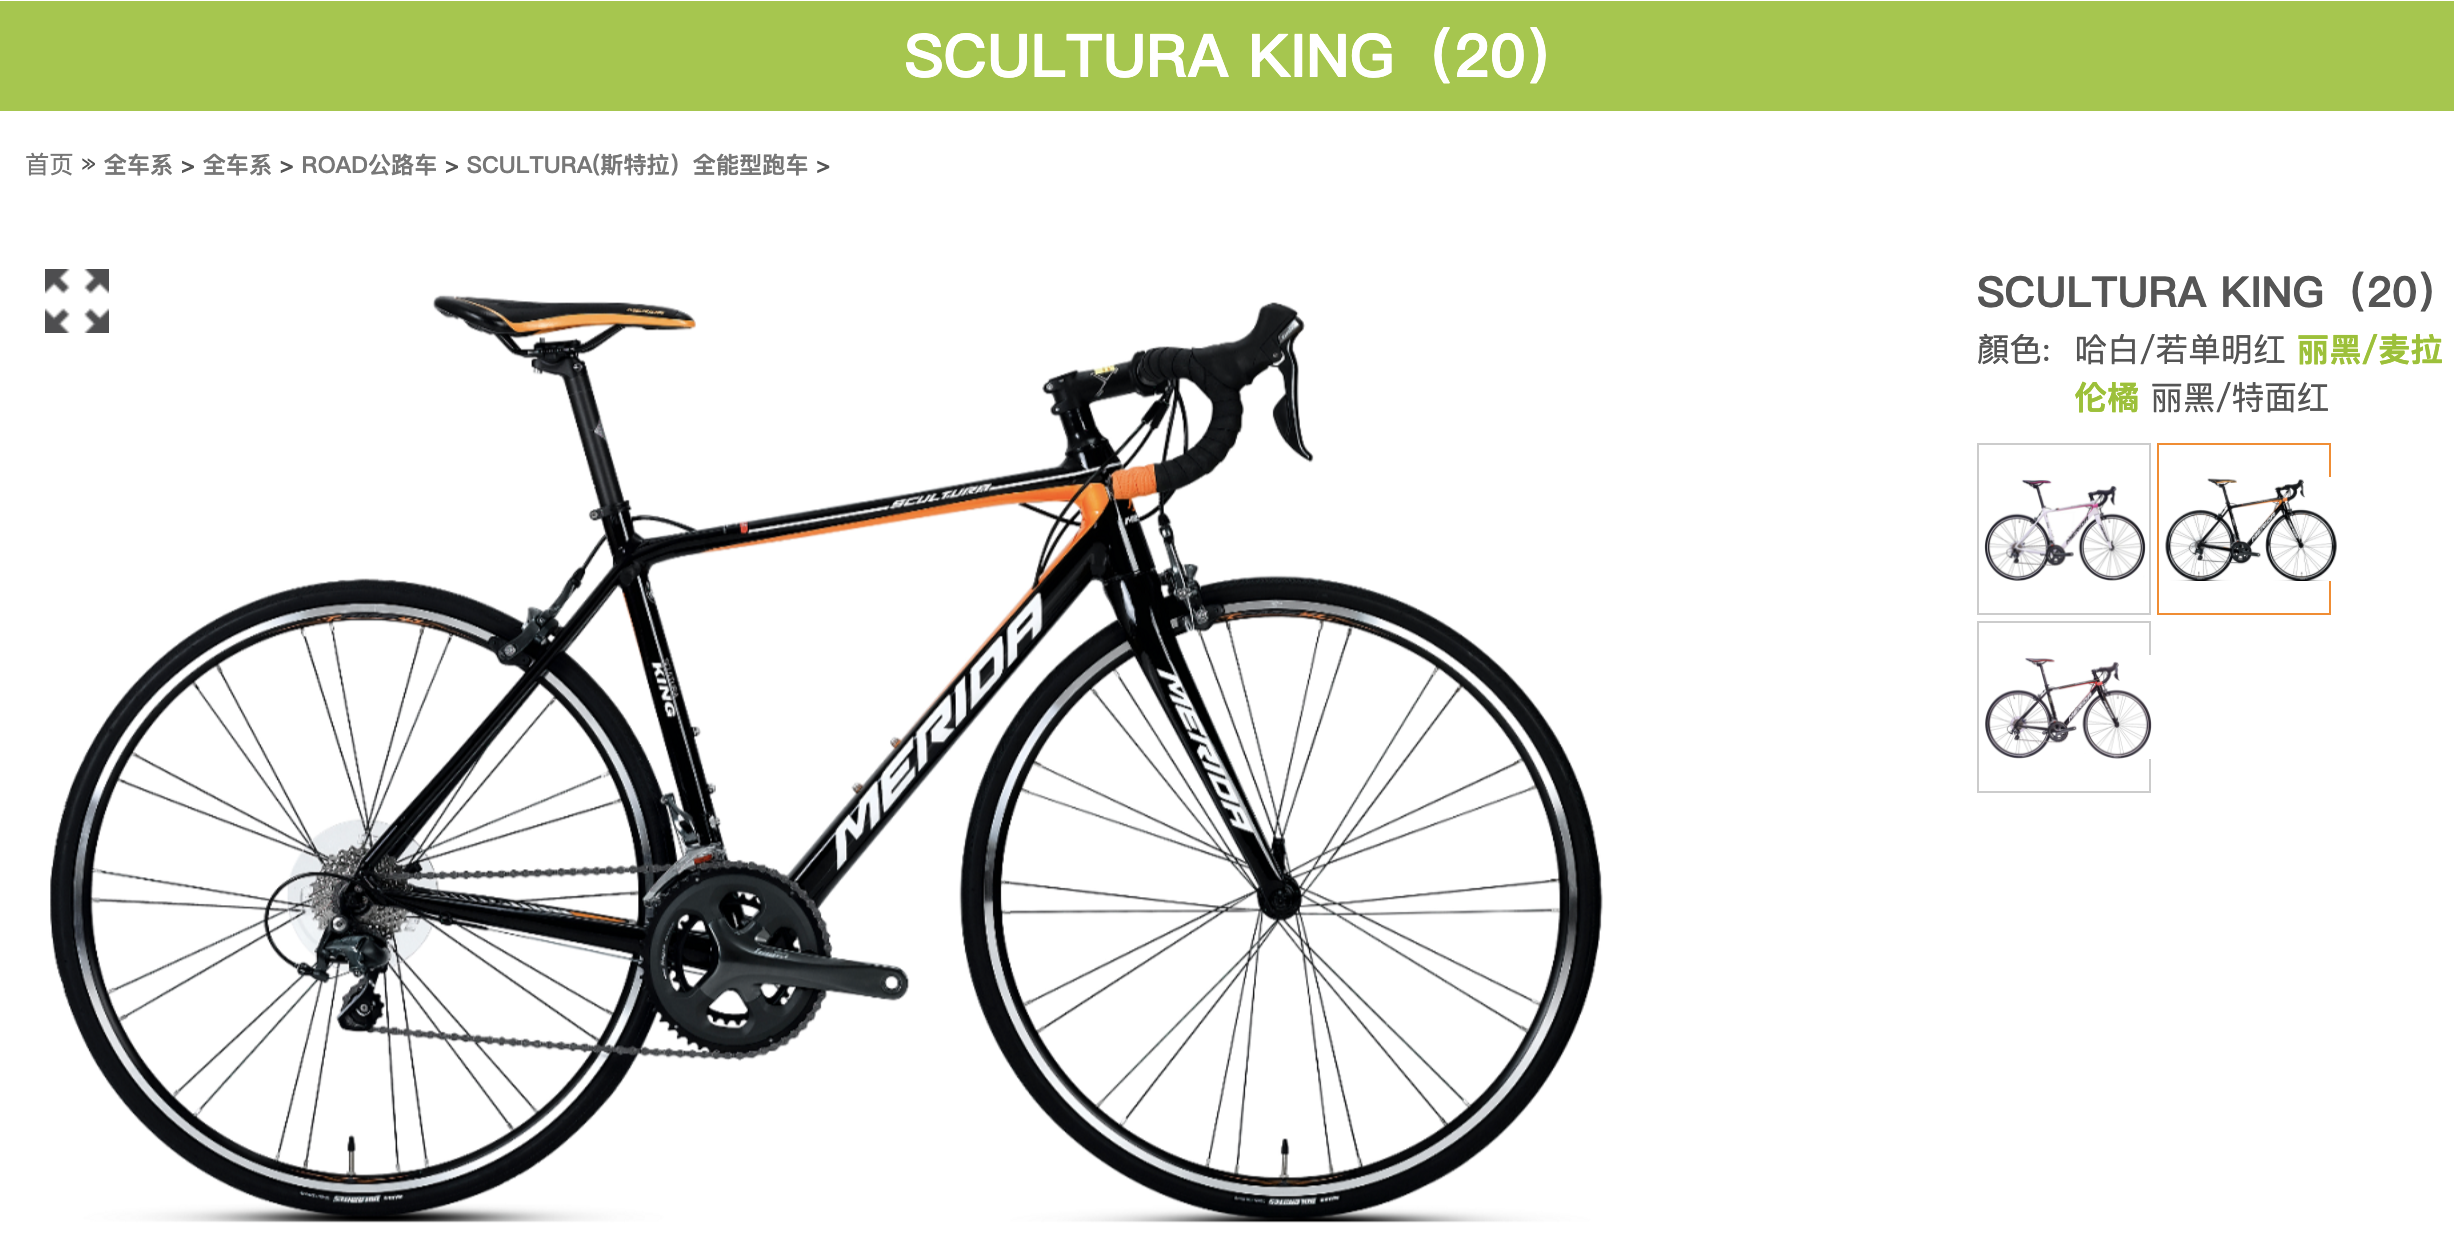 SCULTURA KING（20）
首页 » 全车系 > 全车系 > ROAD公路车 > SCULTURA(斯特拉）全能型跑车 >
SCULTURA KING（20）
顏色： 哈白/若单明红 丽黑/麦拉
伦橘 丽黑/特面红
SCULTURA
KING
MERIDA
MERIDA